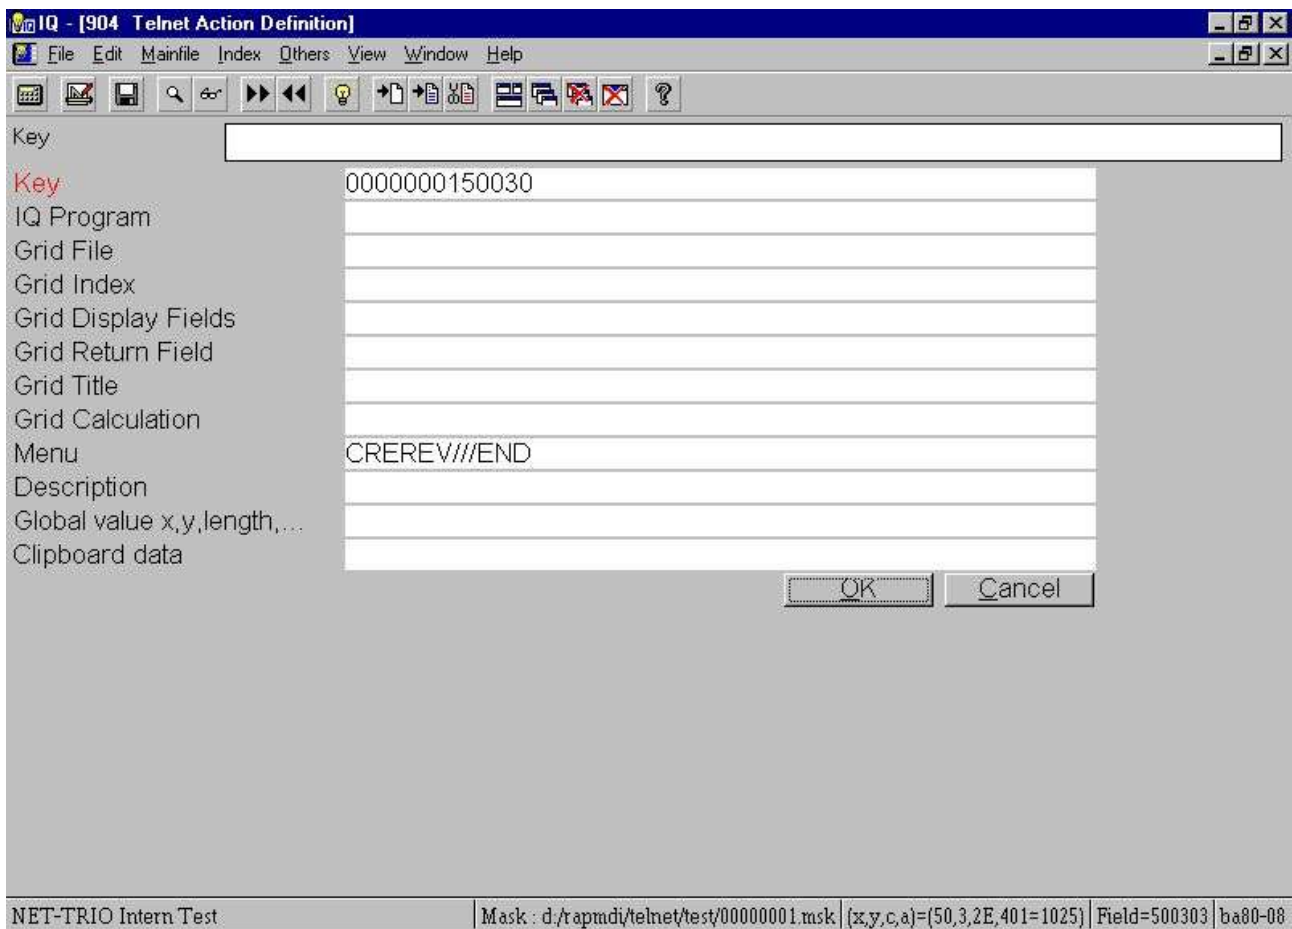 IQ - [904 Telnet Action Definition]
File Edit Mainfile Index Others View Window Help
Key
Key 0000000150030
IQ Program
Grid File
Grid Index
Grid Display Fields
Grid Return Field
Grid Title
Grid Calculation
Menu CREREV///END
Description
Global value x,y,length,...
Clipboard data
OK Cancel
NET-TRIO Intern Test Mask : d:/rapmdi/telnet/test/00000001.msk (x,y,c,a)=(50,3,2E,401=1025) Field=500303 ba80-08